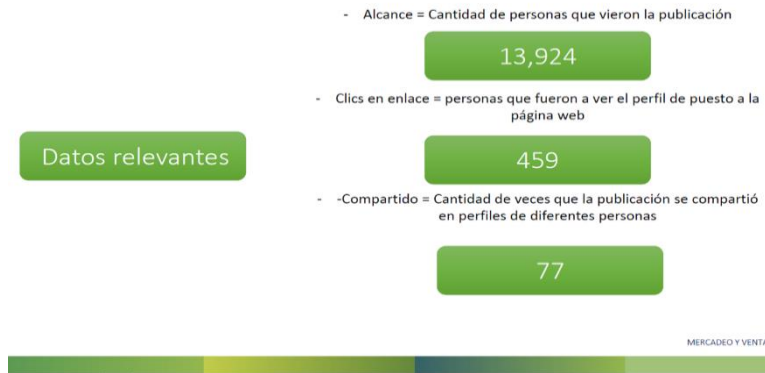 - Alcance = Cantidad de personas que vieron la publicación
13,924
- Clics en enlace = personas que fueron a ver el perfil de puesto a la
página web
Datos relevantes
459
- -Compartido = Cantidad de veces que la publicación se compartió
en perfiles de diferentes personas
77
MERCADEO Y VENTA